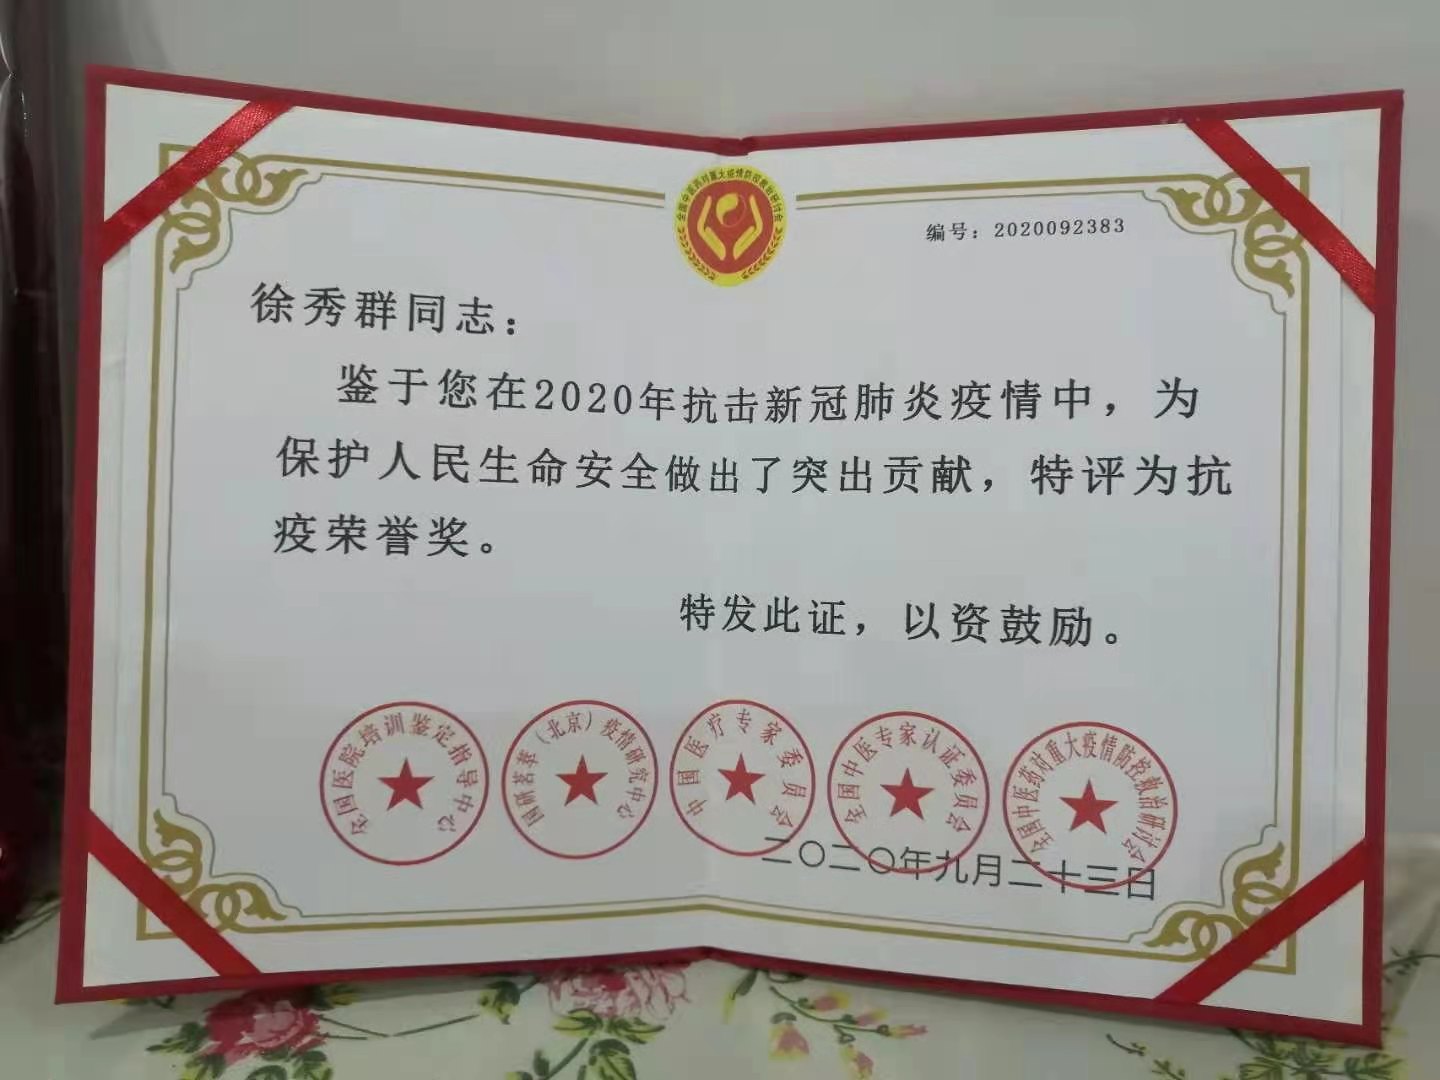 全国中医药对重大疫情防控救治研讨会
编号：2020092383
徐秀群同志：
鉴于您在2020年抗击新冠肺炎疫情中，为
保护人民生命安全做出了突出贡献，特评为抗
疫荣誉奖。
特发此证，以资鼓励。
全国医院培训鉴定指导中心
国研茗莘（北京）疫情研究中心
中国医疗专家委员会
全国中医专家认证委员会
全国中医药对重大疫情防控救治研讨会
二〇二〇年九月二十三日